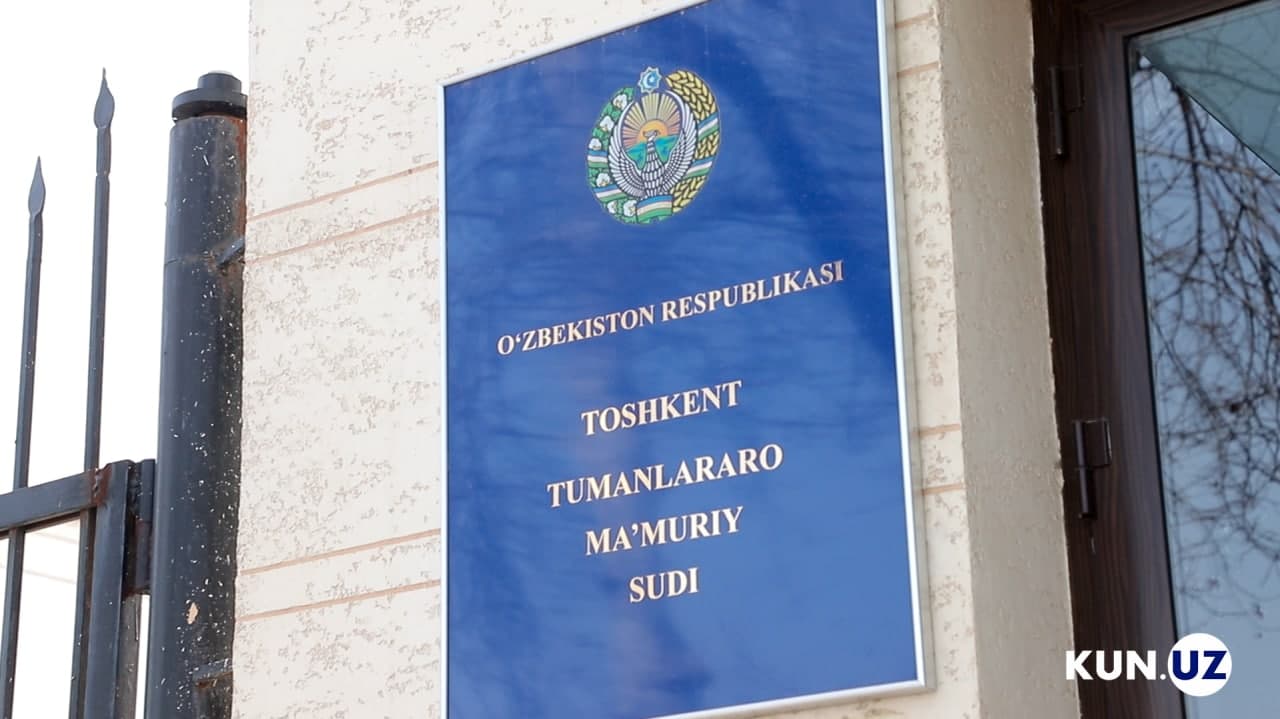 O‘ZBEKISTON RESPUBLIKASI
TOSHKENT
TUMANLARARO
MA’MURIY
SUDI
KUN.UZ